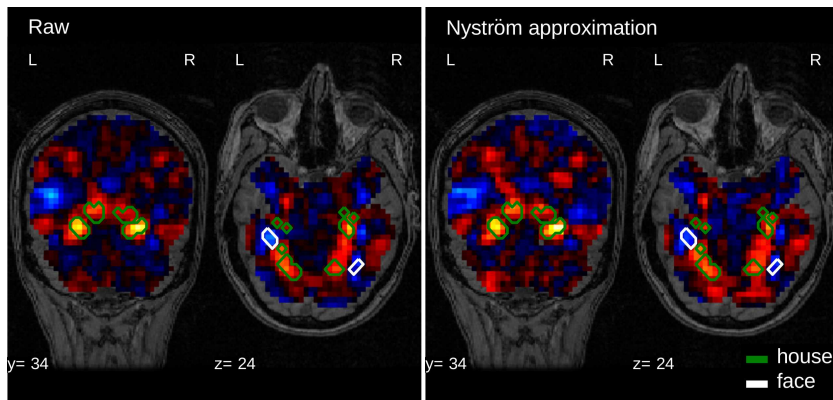 Raw
L R L R
y= 34 z= 24
Nyström approximation
L R L R
y= 34 z= 24
house
face